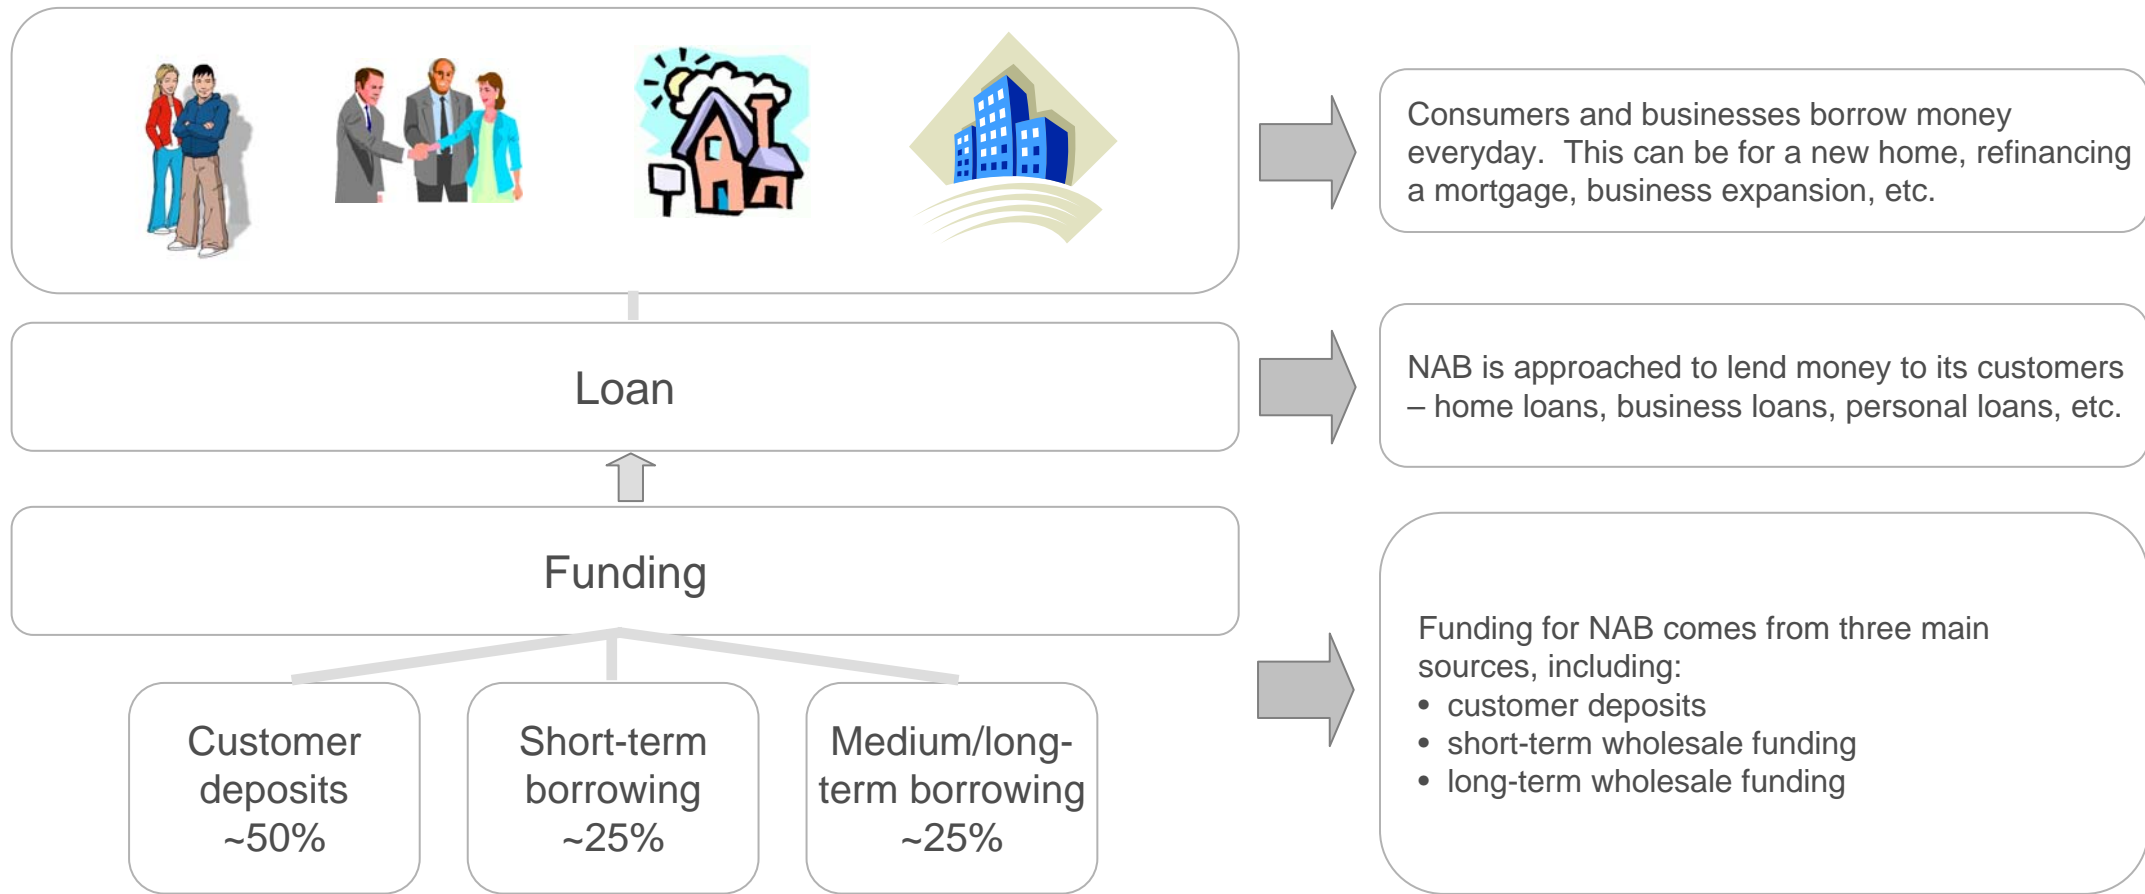 Consumers and businesses borrow money
everyday.  This can be for a new home, refinancing
a mortgage, business expansion, etc.
Loan
NAB is approached to lend money to its customers
– home loans, business loans, personal loans, etc.
Funding
Customer
deposits
~50%
Short-term
borrowing
~25%
Medium/long-
term borrowing
~25%
Funding for NAB comes from three main
sources, including:
• customer deposits
• short-term wholesale funding
• long-term wholesale funding